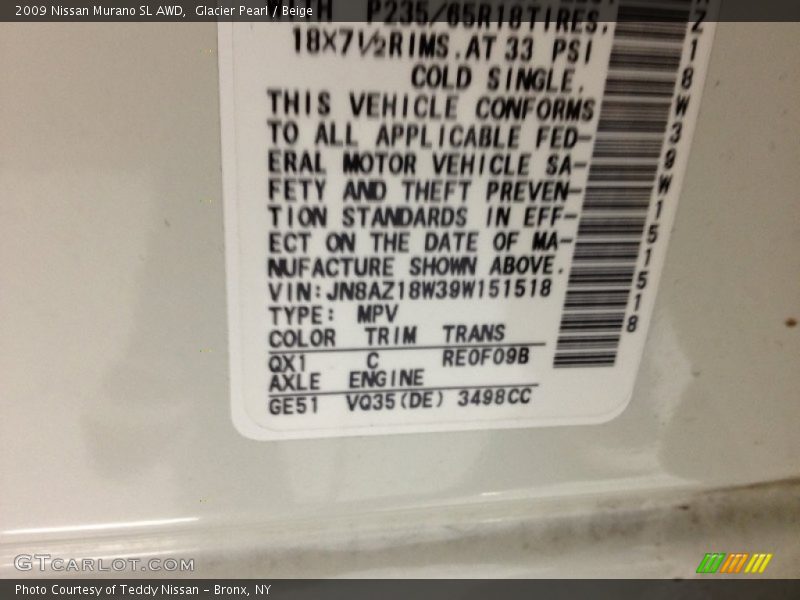 2009 Nissan Murano SL AWD, Glacier Pearl / Beige
P235/65R18TIRES,
18X7 1/2RIMS.AT 33 PSI
COLD SINGLE.
THIS VEHICLE CONFORMS
TO ALL APPLICABLE FED-
ERAL MOTOR VEHICLE SA-
FETY AND THEFT PREVEN-
TION STANDARDS IN EFF-
ECT ON THE DATE OF MA-
NUFACTURE SHOWN ABOVE.
VIN:JN8AZ18W39W151518
TYPE: MPV
COLOR TRIM TRANS
QX1 C RE0F09B
AXLE ENGINE
GE51 VQ35(DE) 3498CC
Z18W39W151518
GTCARLOT.COM
Photo Courtesy of Teddy Nissan – Bronx, NY